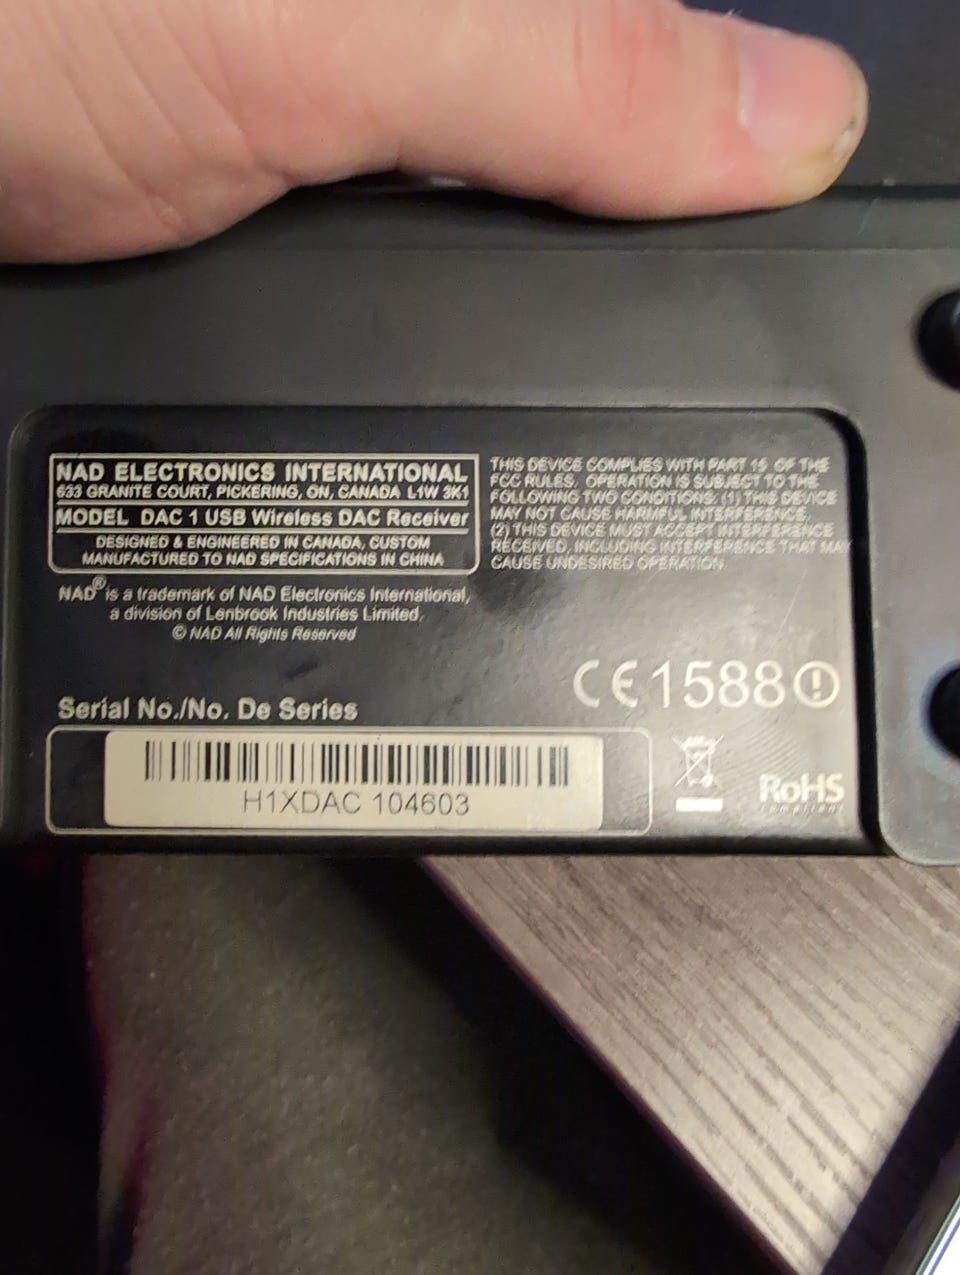 NAD ELECTRONICS INTERNATIONAL
633 GRANITE COURT, PICKERING, ON, CANADA L1W 3K1
MODEL DAC 1 USB Wireless DAC Receiver
DESIGNED & ENGINEERED IN CANADA, CUSTOM
MANUFACTURED TO NAD SPECIFICATIONS IN CHINA
NAD® is a trademark of NAD Electronics International,
a division of Lenbrook Industries Limited.
© NAD All Rights Reserved
THIS DEVICE COMPLIES WITH PART 15 OF THE
FCC RULES. OPERATION IS SUBJECT TO THE
FOLLOWING TWO CONDITIONS: (1) THIS DEVICE
MAY NOT CAUSE HARMFUL INTERFERENCE.
(2) THIS DEVICE MUST ACCEPT INTERFERENCE
RECEIVED, INCLUDING INTERFERENCE THAT MAY
CAUSE UNDESIRED OPERATION.
CE 1588
Serial No./No. De Series
H1XDAC 104603
RoHS
compliant